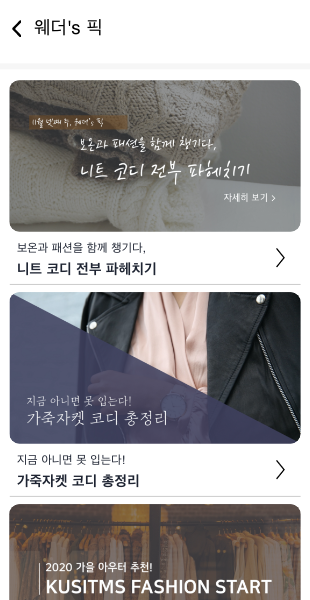 웨더's 픽
11월 넷째 주, 웨더's 픽
보온과 패션을 함께 챙기다,
니트 코디 전부 파헤치기
자세히 보기 >
보온과 패션을 함께 챙기다,
니트 코디 전부 파헤치기
지금 아니면 못 입는다!
가죽자켓 코디 총정리
지금 아니면 못 입는다!
가죽자켓 코디 총정리
2020 가을 아우터 추천!
KUSITMS FASHION START